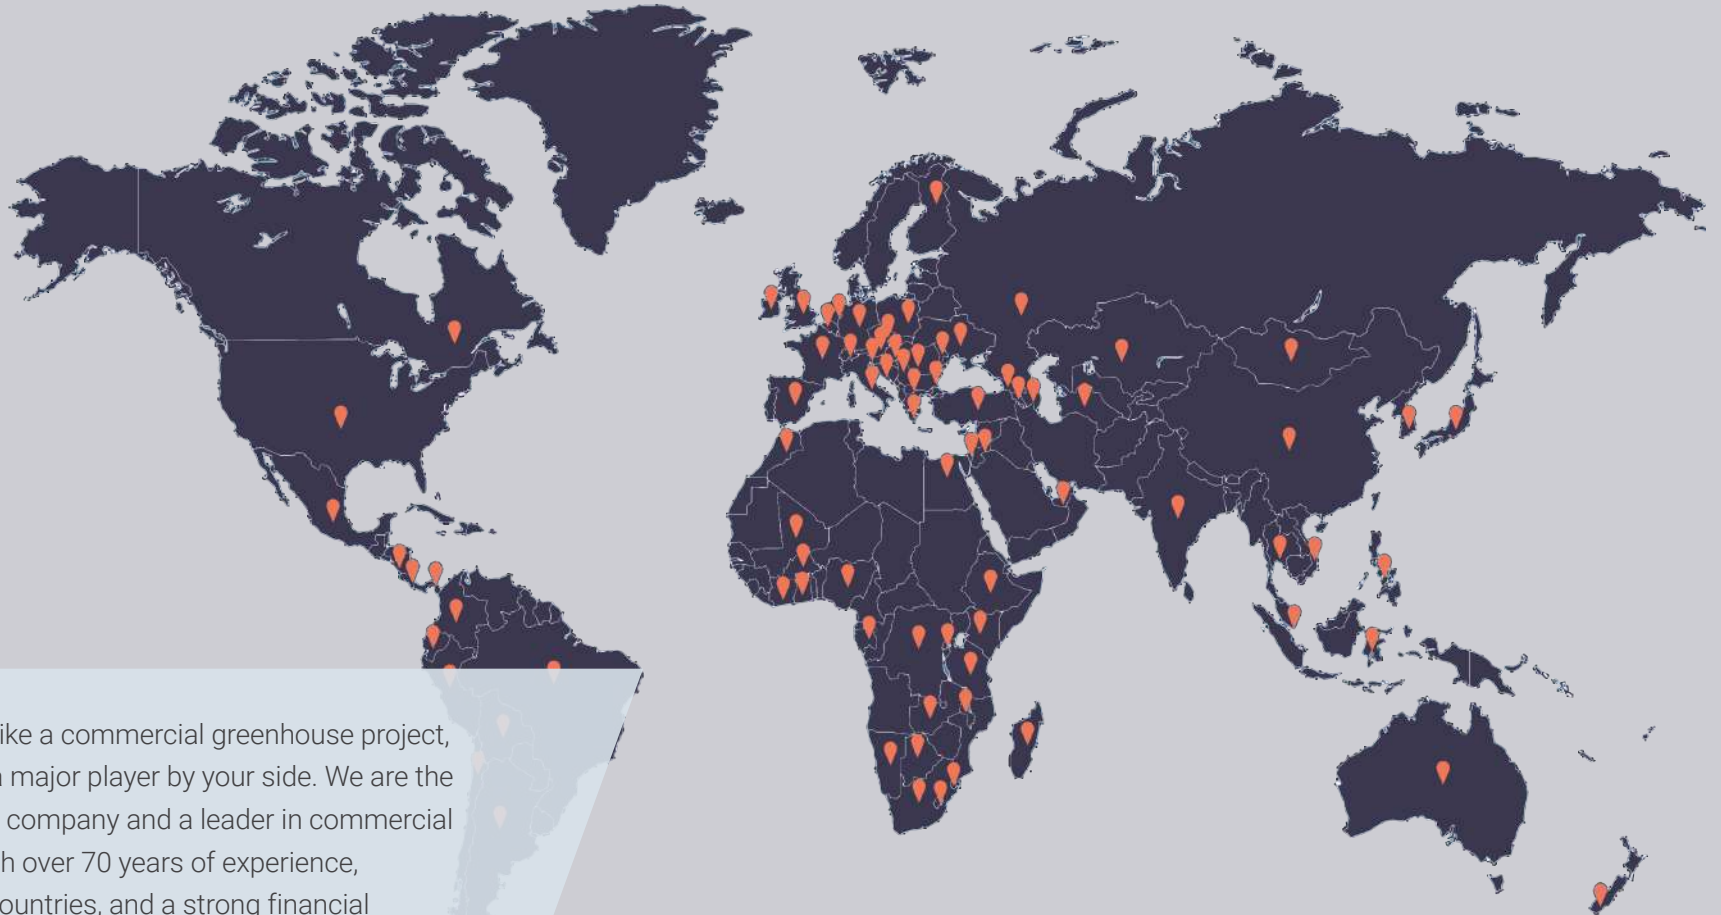 ike a commercial greenhouse project,
a major player by your side. We are the
company and a leader in commercial
h over 70 years of experience,
ountries, and a strong financial